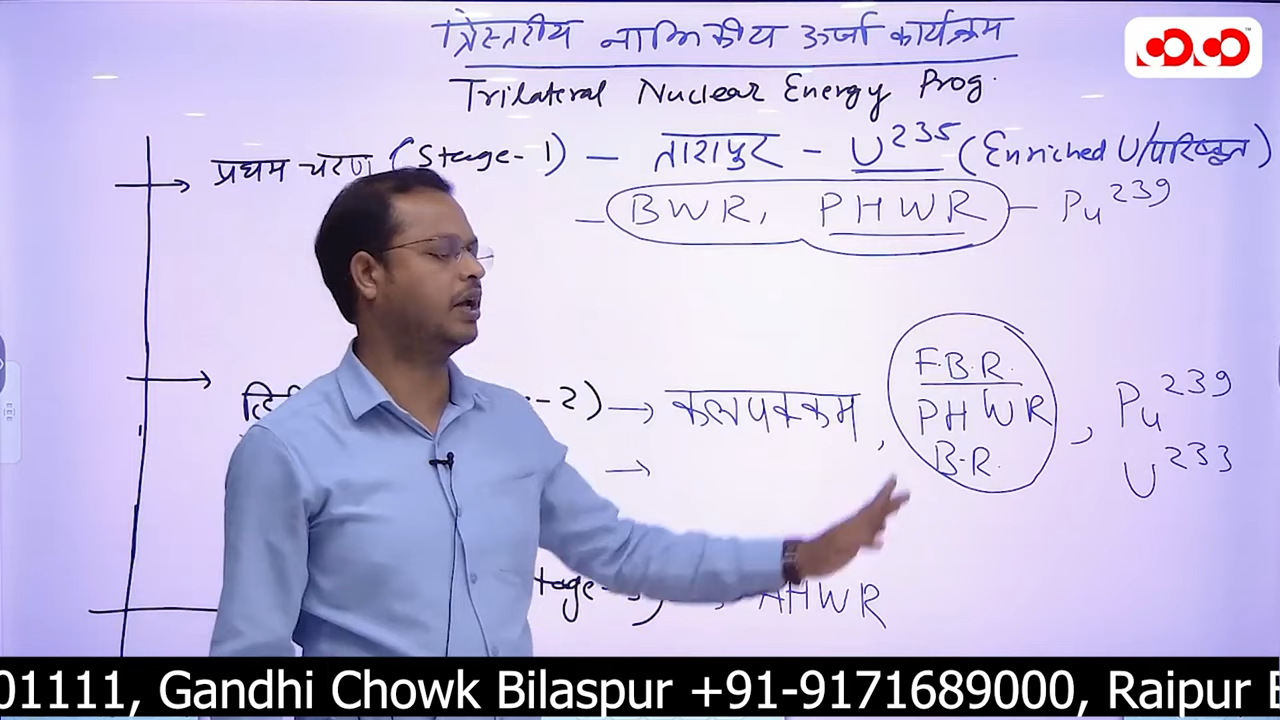 त्रिस्तरीय नाभिकीय ऊर्जा कार्यक्रम
Trilateral Nuclear Energy Prog.
प्रथम चरण (Stage-1) – तारापुर – U235 (Enriched U/परिष्कृत)
– BWR, PHWR – Pu239
-2) → कलपक्कम, F.B.R. PHWR B.R., Pu239 U233
→
tage- AHWR
01111, Gandhi Chowk Bilaspur +91-9171689000, Raipur